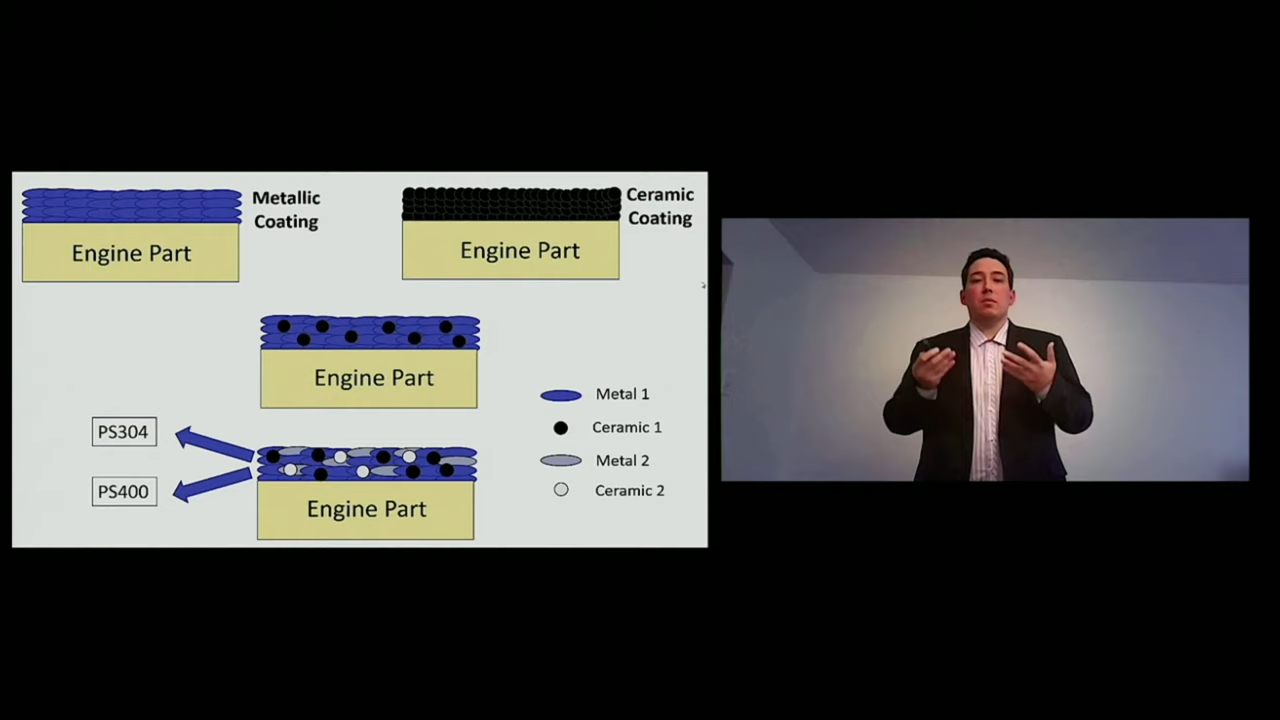 Metallic
Coating
Engine Part
Ceramic
Coating
Engine Part
Engine Part
Metal 1
Ceramic 1
Metal 2
Ceramic 2
PS304
PS400
Engine Part